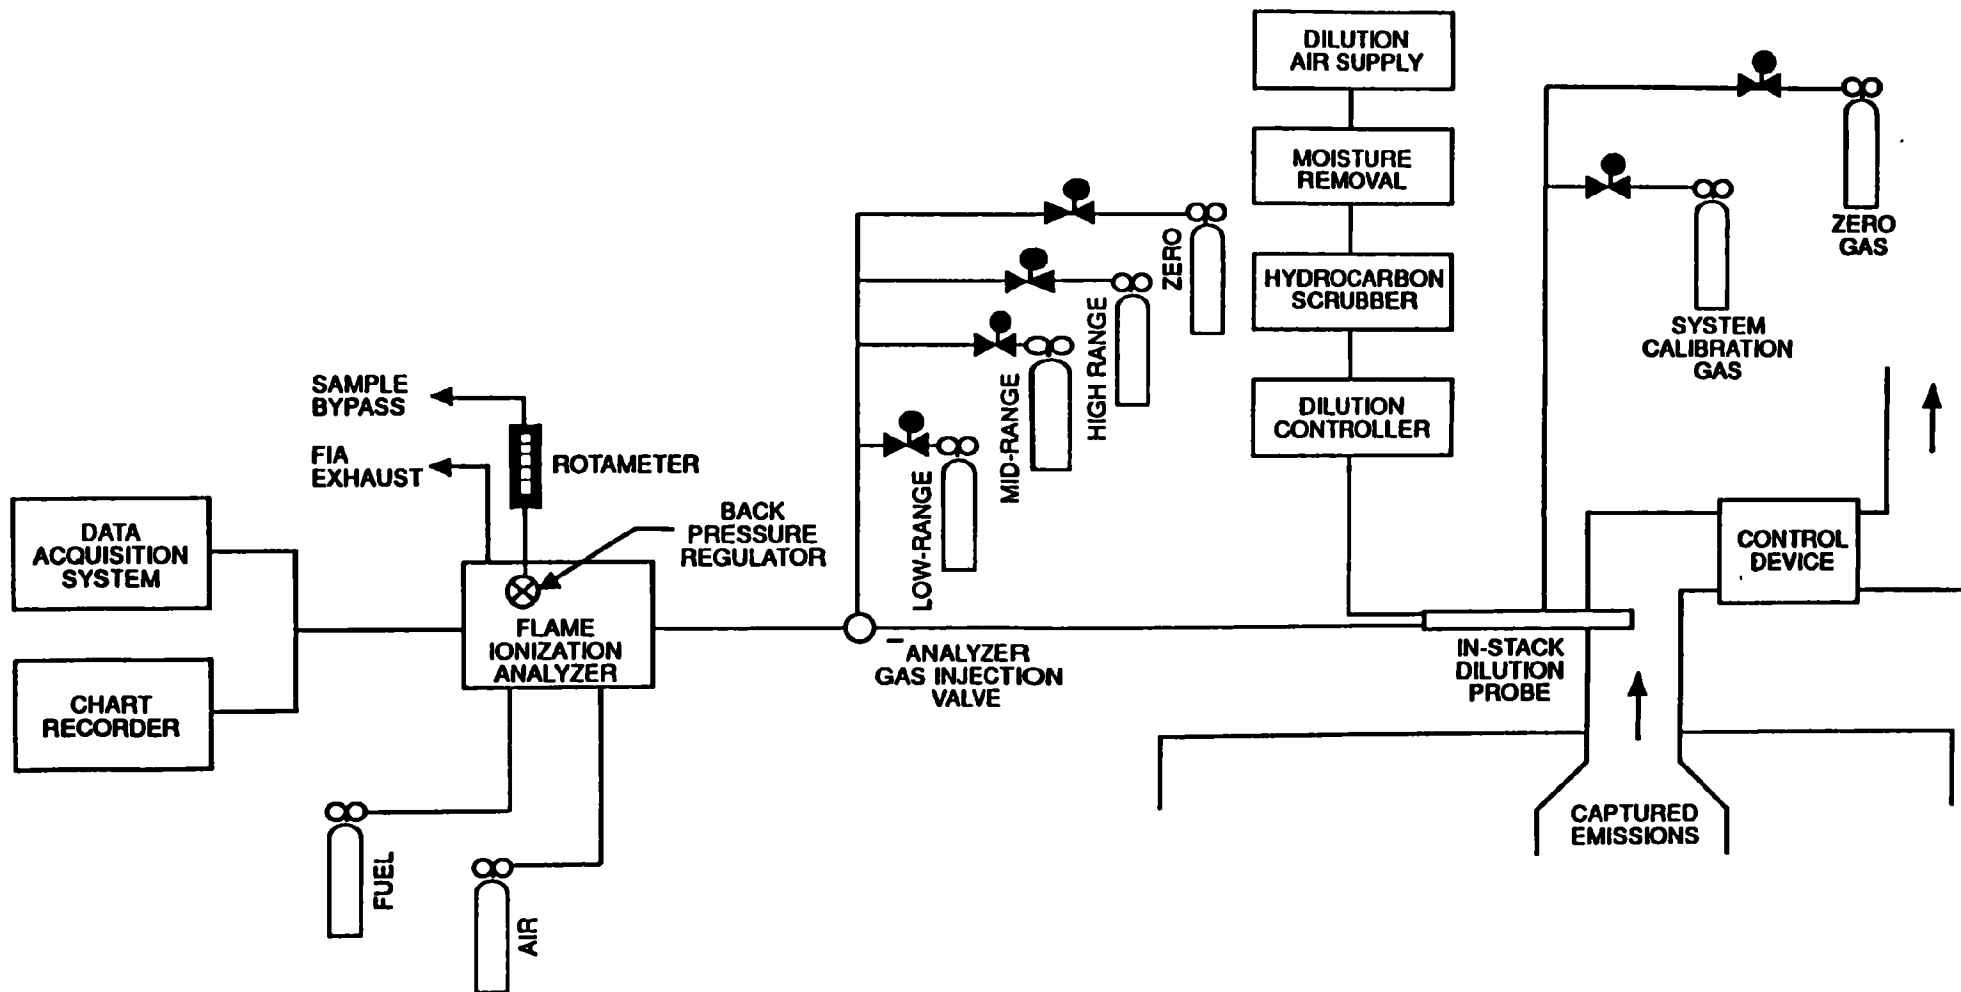 DILUTION
AIR SUPPLY
MOISTURE
REMOVAL
HYDROCARBON
SCRUBBER
DILUTION
CONTROLLER
ZERO
GAS
SYSTEM
CALIBRATION
GAS
ZERO
HIGH RANGE
MID-RANGE
LOW-RANGE
SAMPLE
BYPASS
FIA
EXHAUST
ROTAMETER
BACK
PRESSURE
REGULATOR
DATA
ACQUISITION
SYSTEM
CHART
RECORDER
FLAME
IONIZATION
ANALYZER
ANALYZER
GAS INJECTION
VALVE
IN-STACK
DILUTION
PROBE
CONTROL
DEVICE
CAPTURED
EMISSIONS
FUEL
AIR